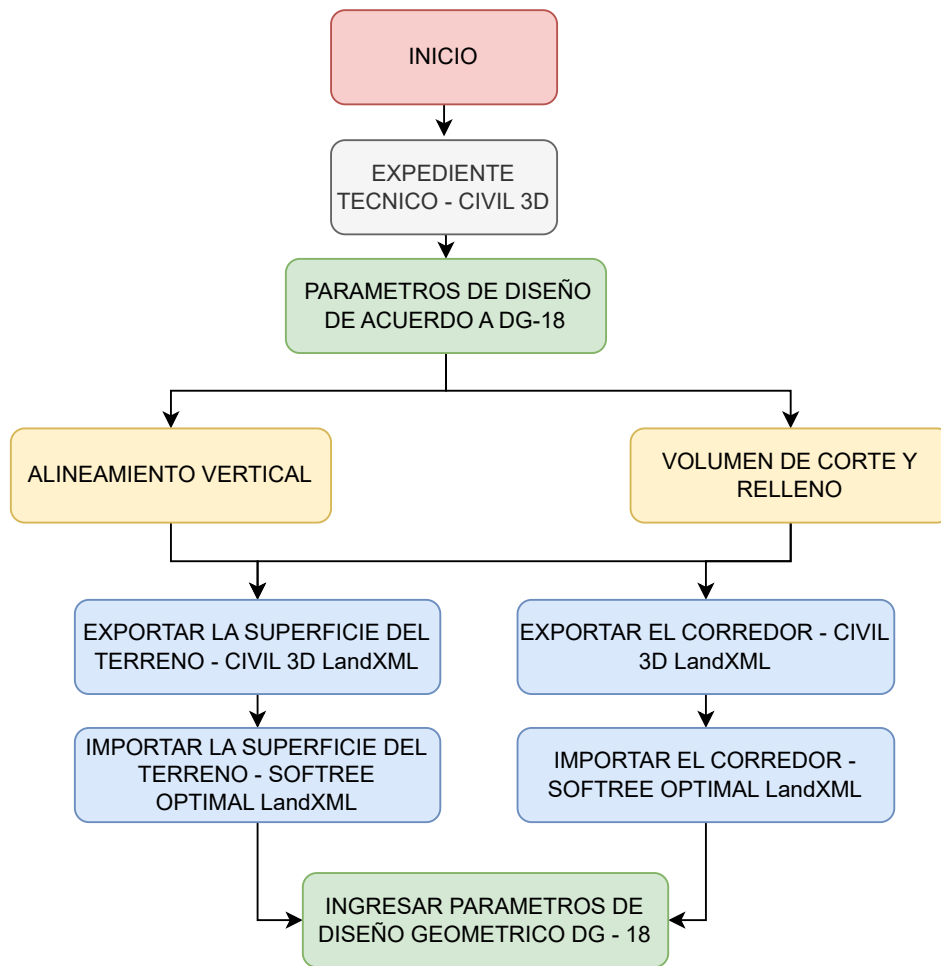 INICIO
EXPEDIENTE
TECNICO - CIVIL 3D
PARAMETROS DE DISEÑO
DE ACUERDO A DG-18
ALINEAMIENTO VERTICAL
VOLUMEN DE CORTE Y
RELLENO
EXPORTAR LA SUPERFICIE DEL
TERRENO - CIVIL 3D LandXML
EXPORTAR EL CORREDOR - CIVIL
3D LandXML
IMPORTAR LA SUPERFICIE DEL
TERRENO - SOFTREE
OPTIMAL LandXML
IMPORTAR EL CORREDOR -
SOFTREE OPTIMAL LandXML
INGRESAR PARAMETROS DE
DISEÑO GEOMETRICO DG - 18